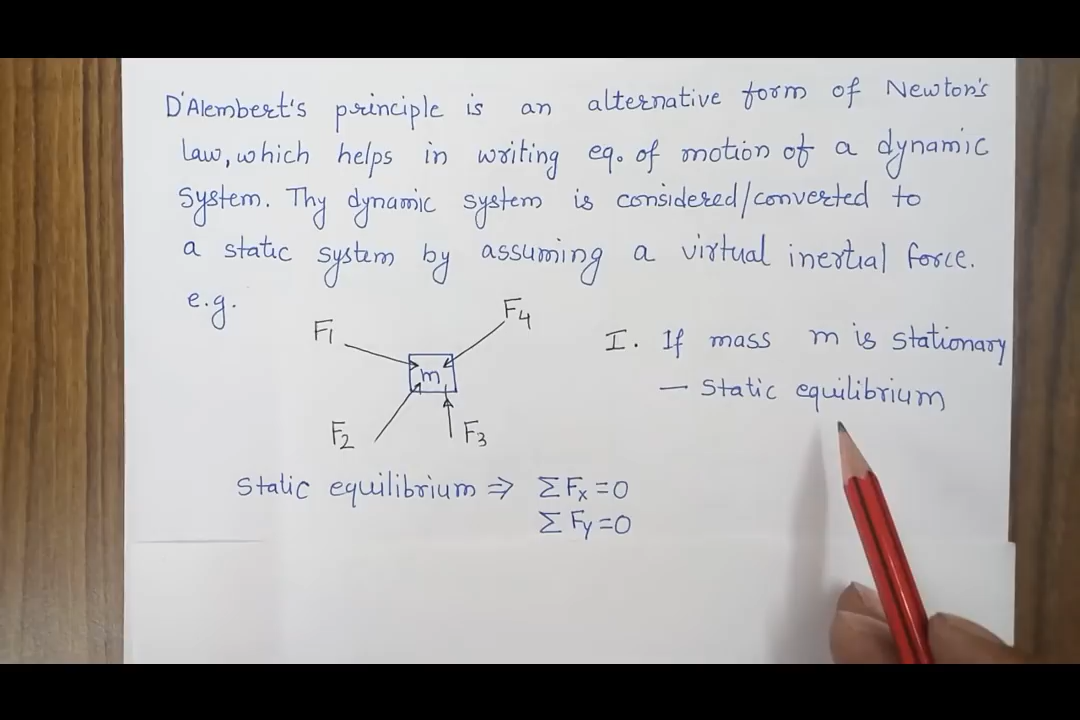 D'Alembert's principle is an alternative form of Newton's
law, which helps in writing eq. of motion of a dynamic
system. Thy dynamic system is considered/converted to
a static system by assuming a virtual inertial force.
e.g.
F1
F4
m
F2
F3
I. If mass m is stationary
— Static equilibrium
Static equilibrium ⇒ ΣFx=0
ΣFy=0